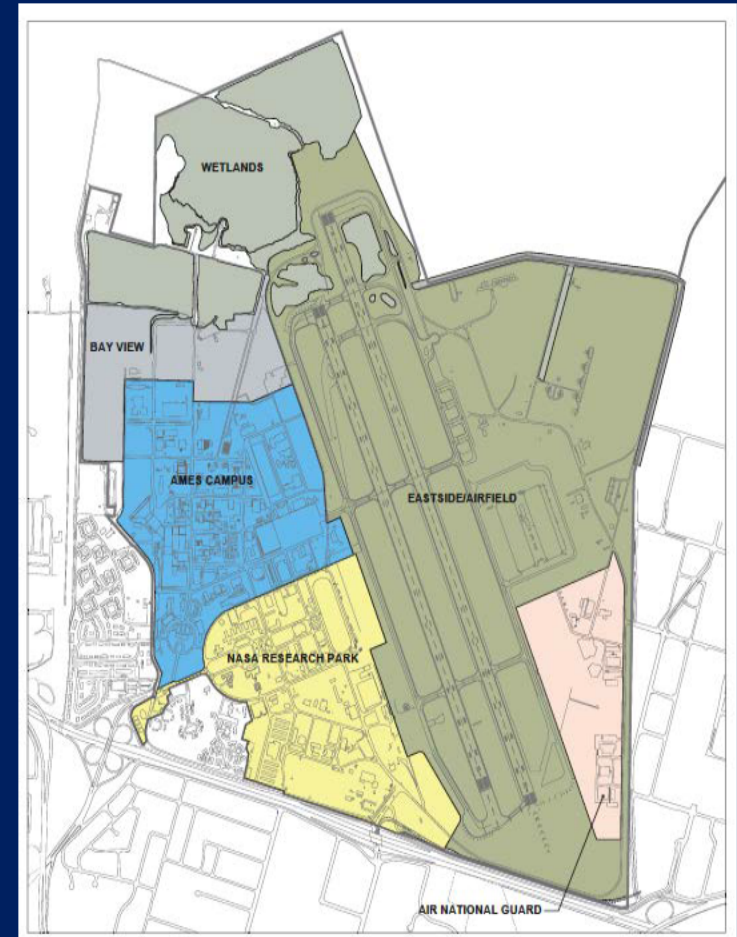 WETLANDS
BAY VIEW
AMES CAMPUS
EASTSIDE/AIRFIELD
NASA RESEARCH PARK
AIR NATIONAL GUARD